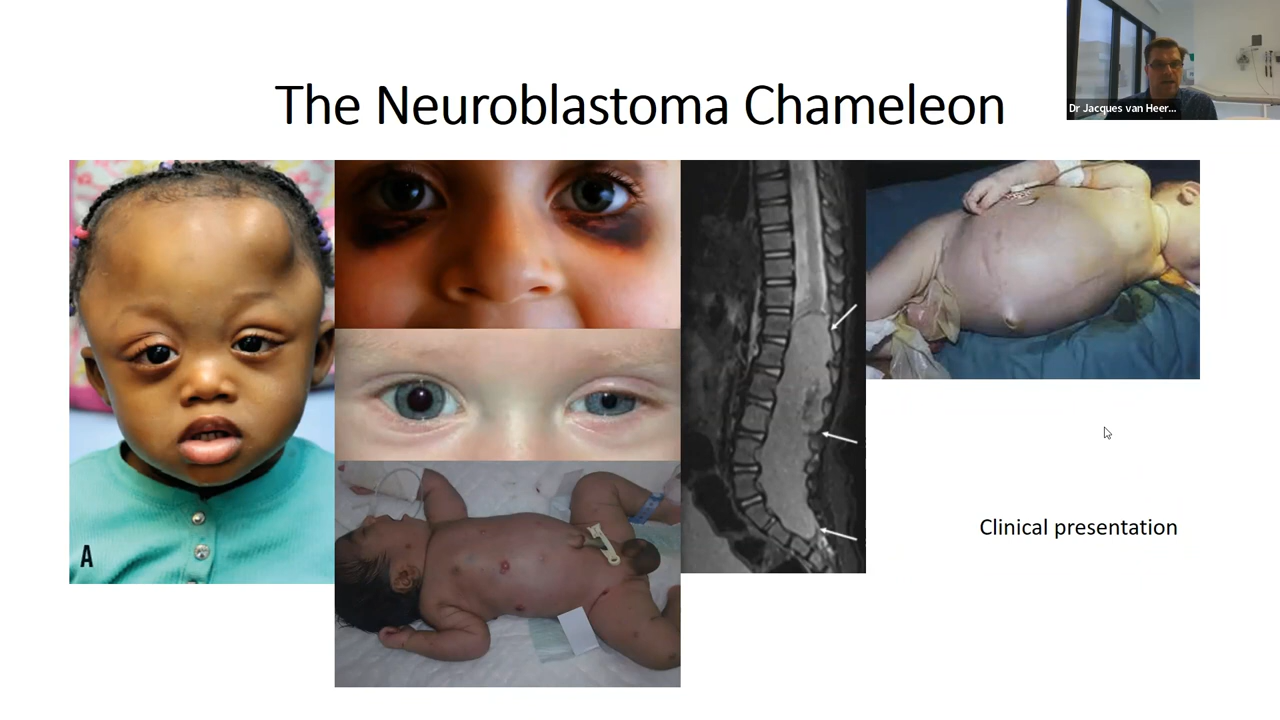 The Neuroblastoma Chameleon
Dr Jacques van Heer...
A
Clinical presentation